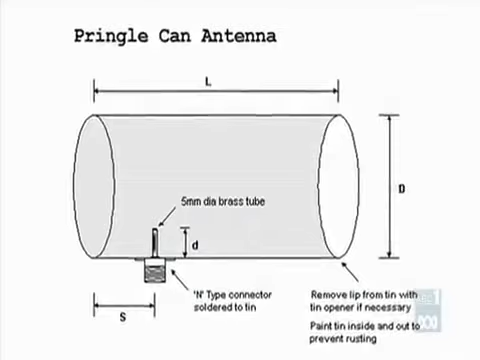 Pringle Can Antenna
L
5mm dia brass tube
D
d
'N' Type connector
soldered to tin
S
Remove lip from tin with
tin opener if necessary
Paint tin inside and out to
prevent rusting